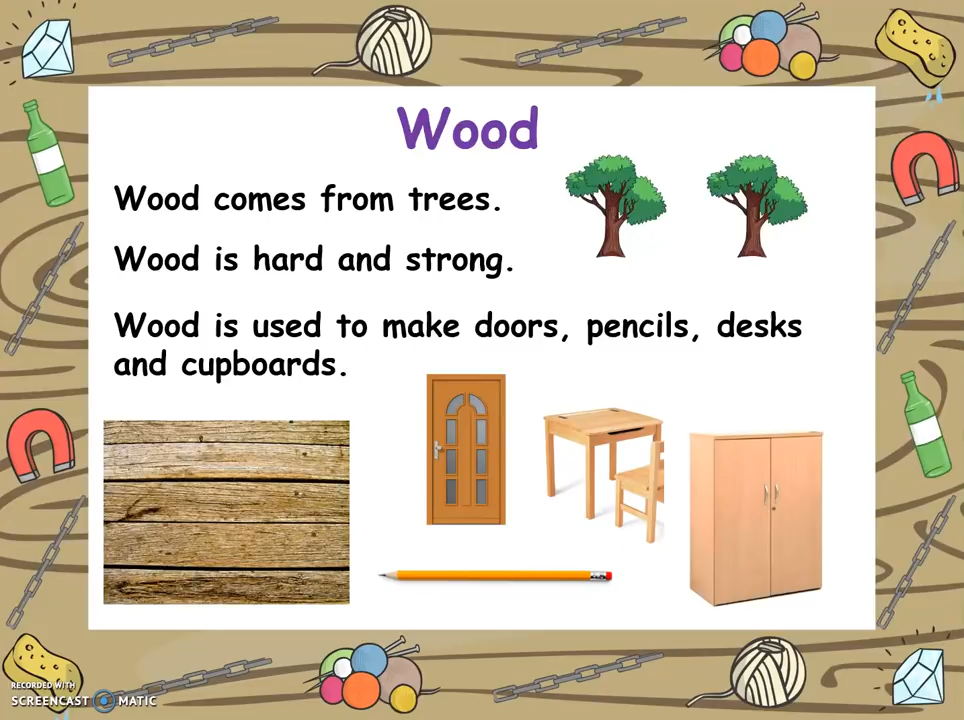 Wood
Wood comes from trees.
Wood is hard and strong.
Wood is used to make doors, pencils, desks
and cupboards.
RECORDED WITH
SCREENCAST MATIC